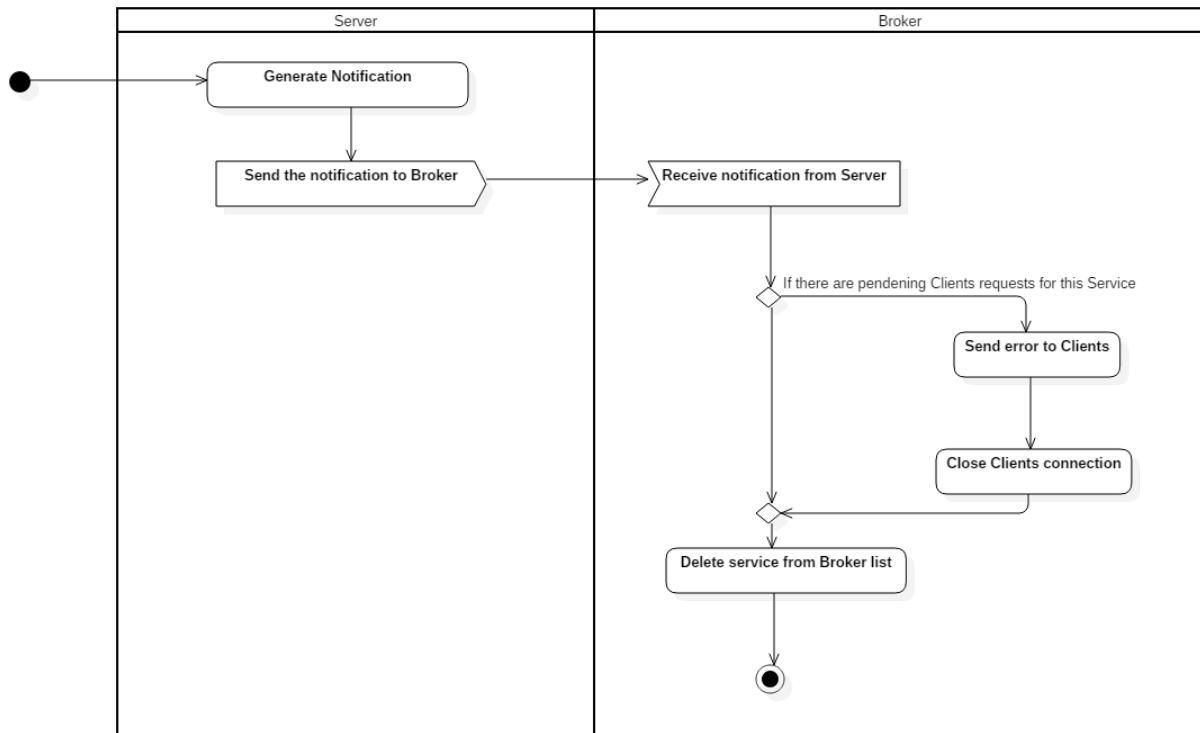 Server
Broker
Generate Notification
Send the notification to Broker
Receive notification from Server
If there are pendening Clients requests for this Service
Send error to Clients
Close Clients connection
Delete service from Broker list